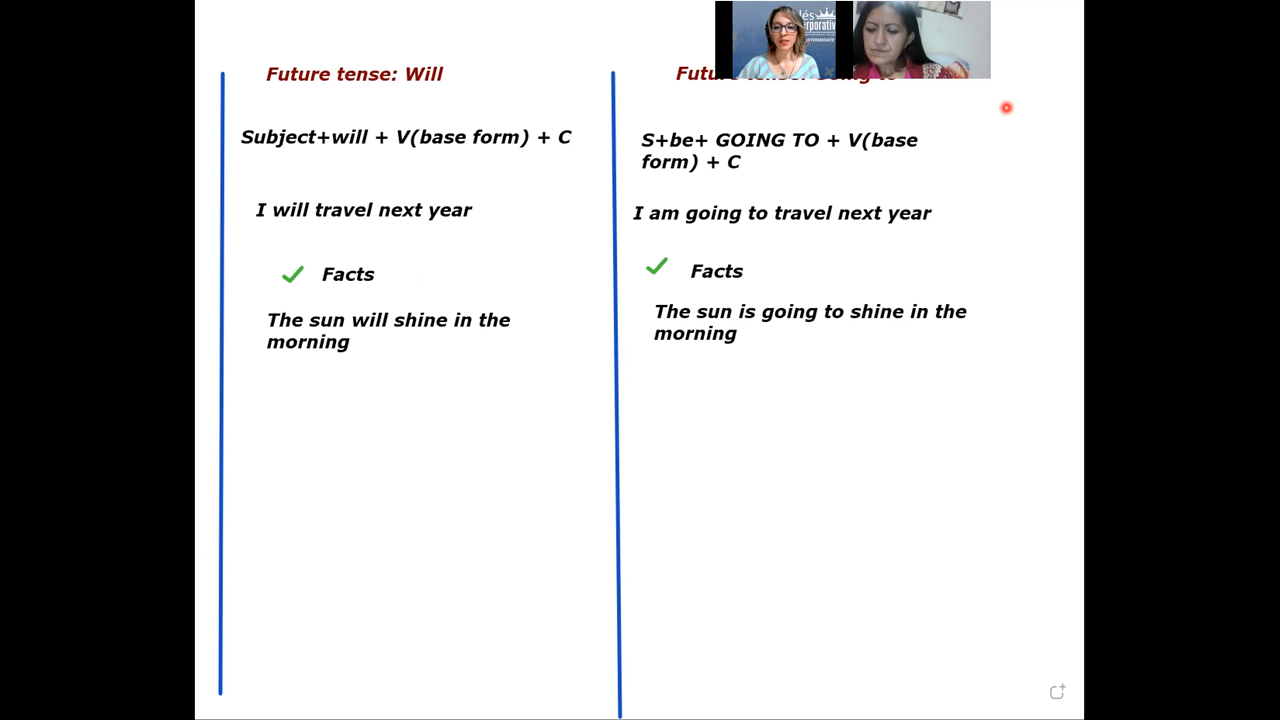 Future tense: Will
Subject+will + V(base form) + C
I will travel next year
Facts
The sun will shine in the
morning
S+be+ GOING TO + V(base
form) + C
I am going to travel next year
Facts
The sun is going to shine in the
morning